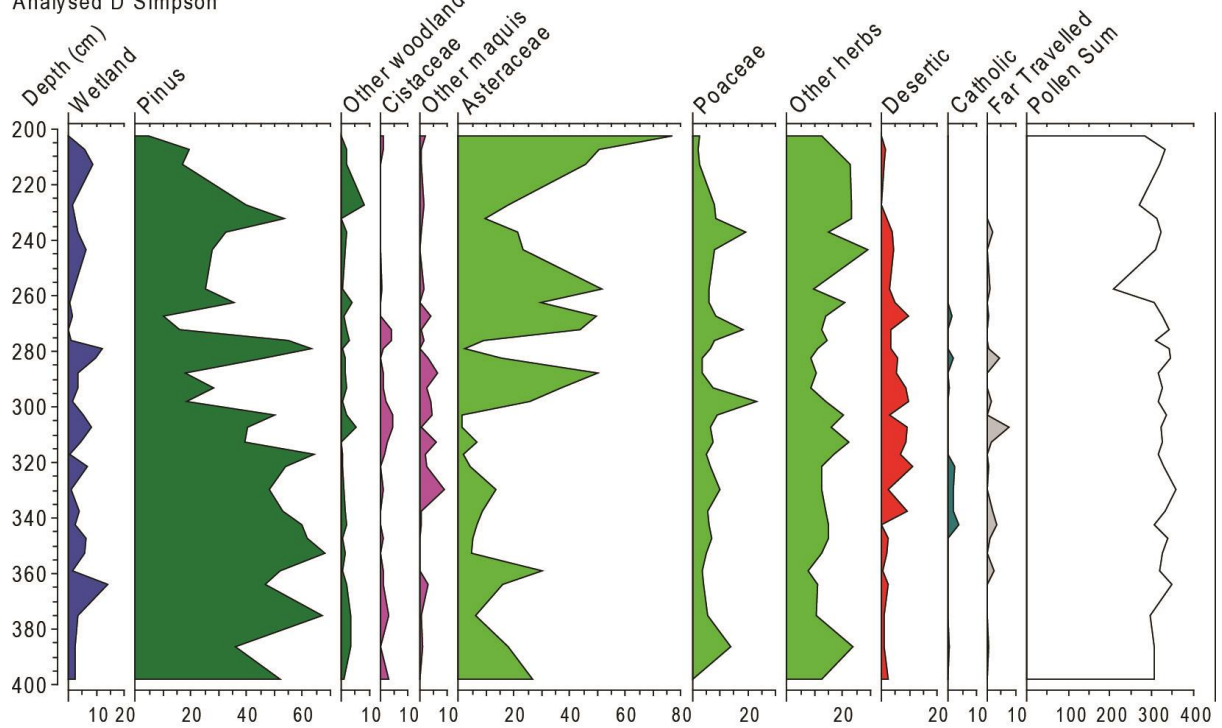 Analysed D Simpson
Depth (cm)
Wetland
Pinus
Other woodland
Cistaceae
Other maquis
Asteraceae
Poaceae
Other herbs
Desertic
Catholic
Far Travelled
Pollen Sum
200
220
240
260
280
300
320
340
360
380
400
10 20 20 40 60 10 10 10 20 40 60 80 20 20 20 10 10 100 200 300 400